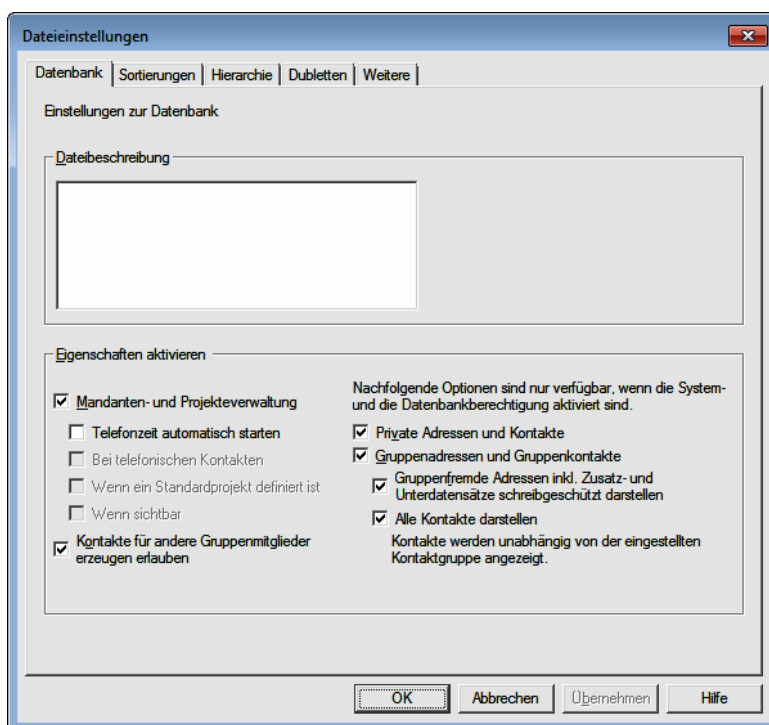 Dateieinstellungen
Datenbank
Sortierungen
Hierarchie
Dubletten
Weitere
Einstellungen zur Datenbank
Dateibeschreibung
Eigenschaften aktivieren
Mandanten- und Projekteverwaltung
Telefonzeit automatisch starten
Bei telefonischen Kontakten
Wenn ein Standardprojekt definiert ist
Wenn sichtbar
Kontakte für andere Gruppenmitglieder
erzeugen erlauben
Nachfolgende Optionen sind nur verfügbar, wenn die System-
und die Datenbankberechtigung aktiviert sind.
Private Adressen und Kontakte
Gruppenadressen und Gruppenkontakte
Gruppenfremde Adressen inkl. Zusatz- und
Unterdatensätze schreibgeschützt darstellen
Alle Kontakte darstellen
Kontakte werden unabhängig von der eingestellten
Kontaktgruppe angezeigt.
OK
Abbrechen
Übernehmen
Hilfe